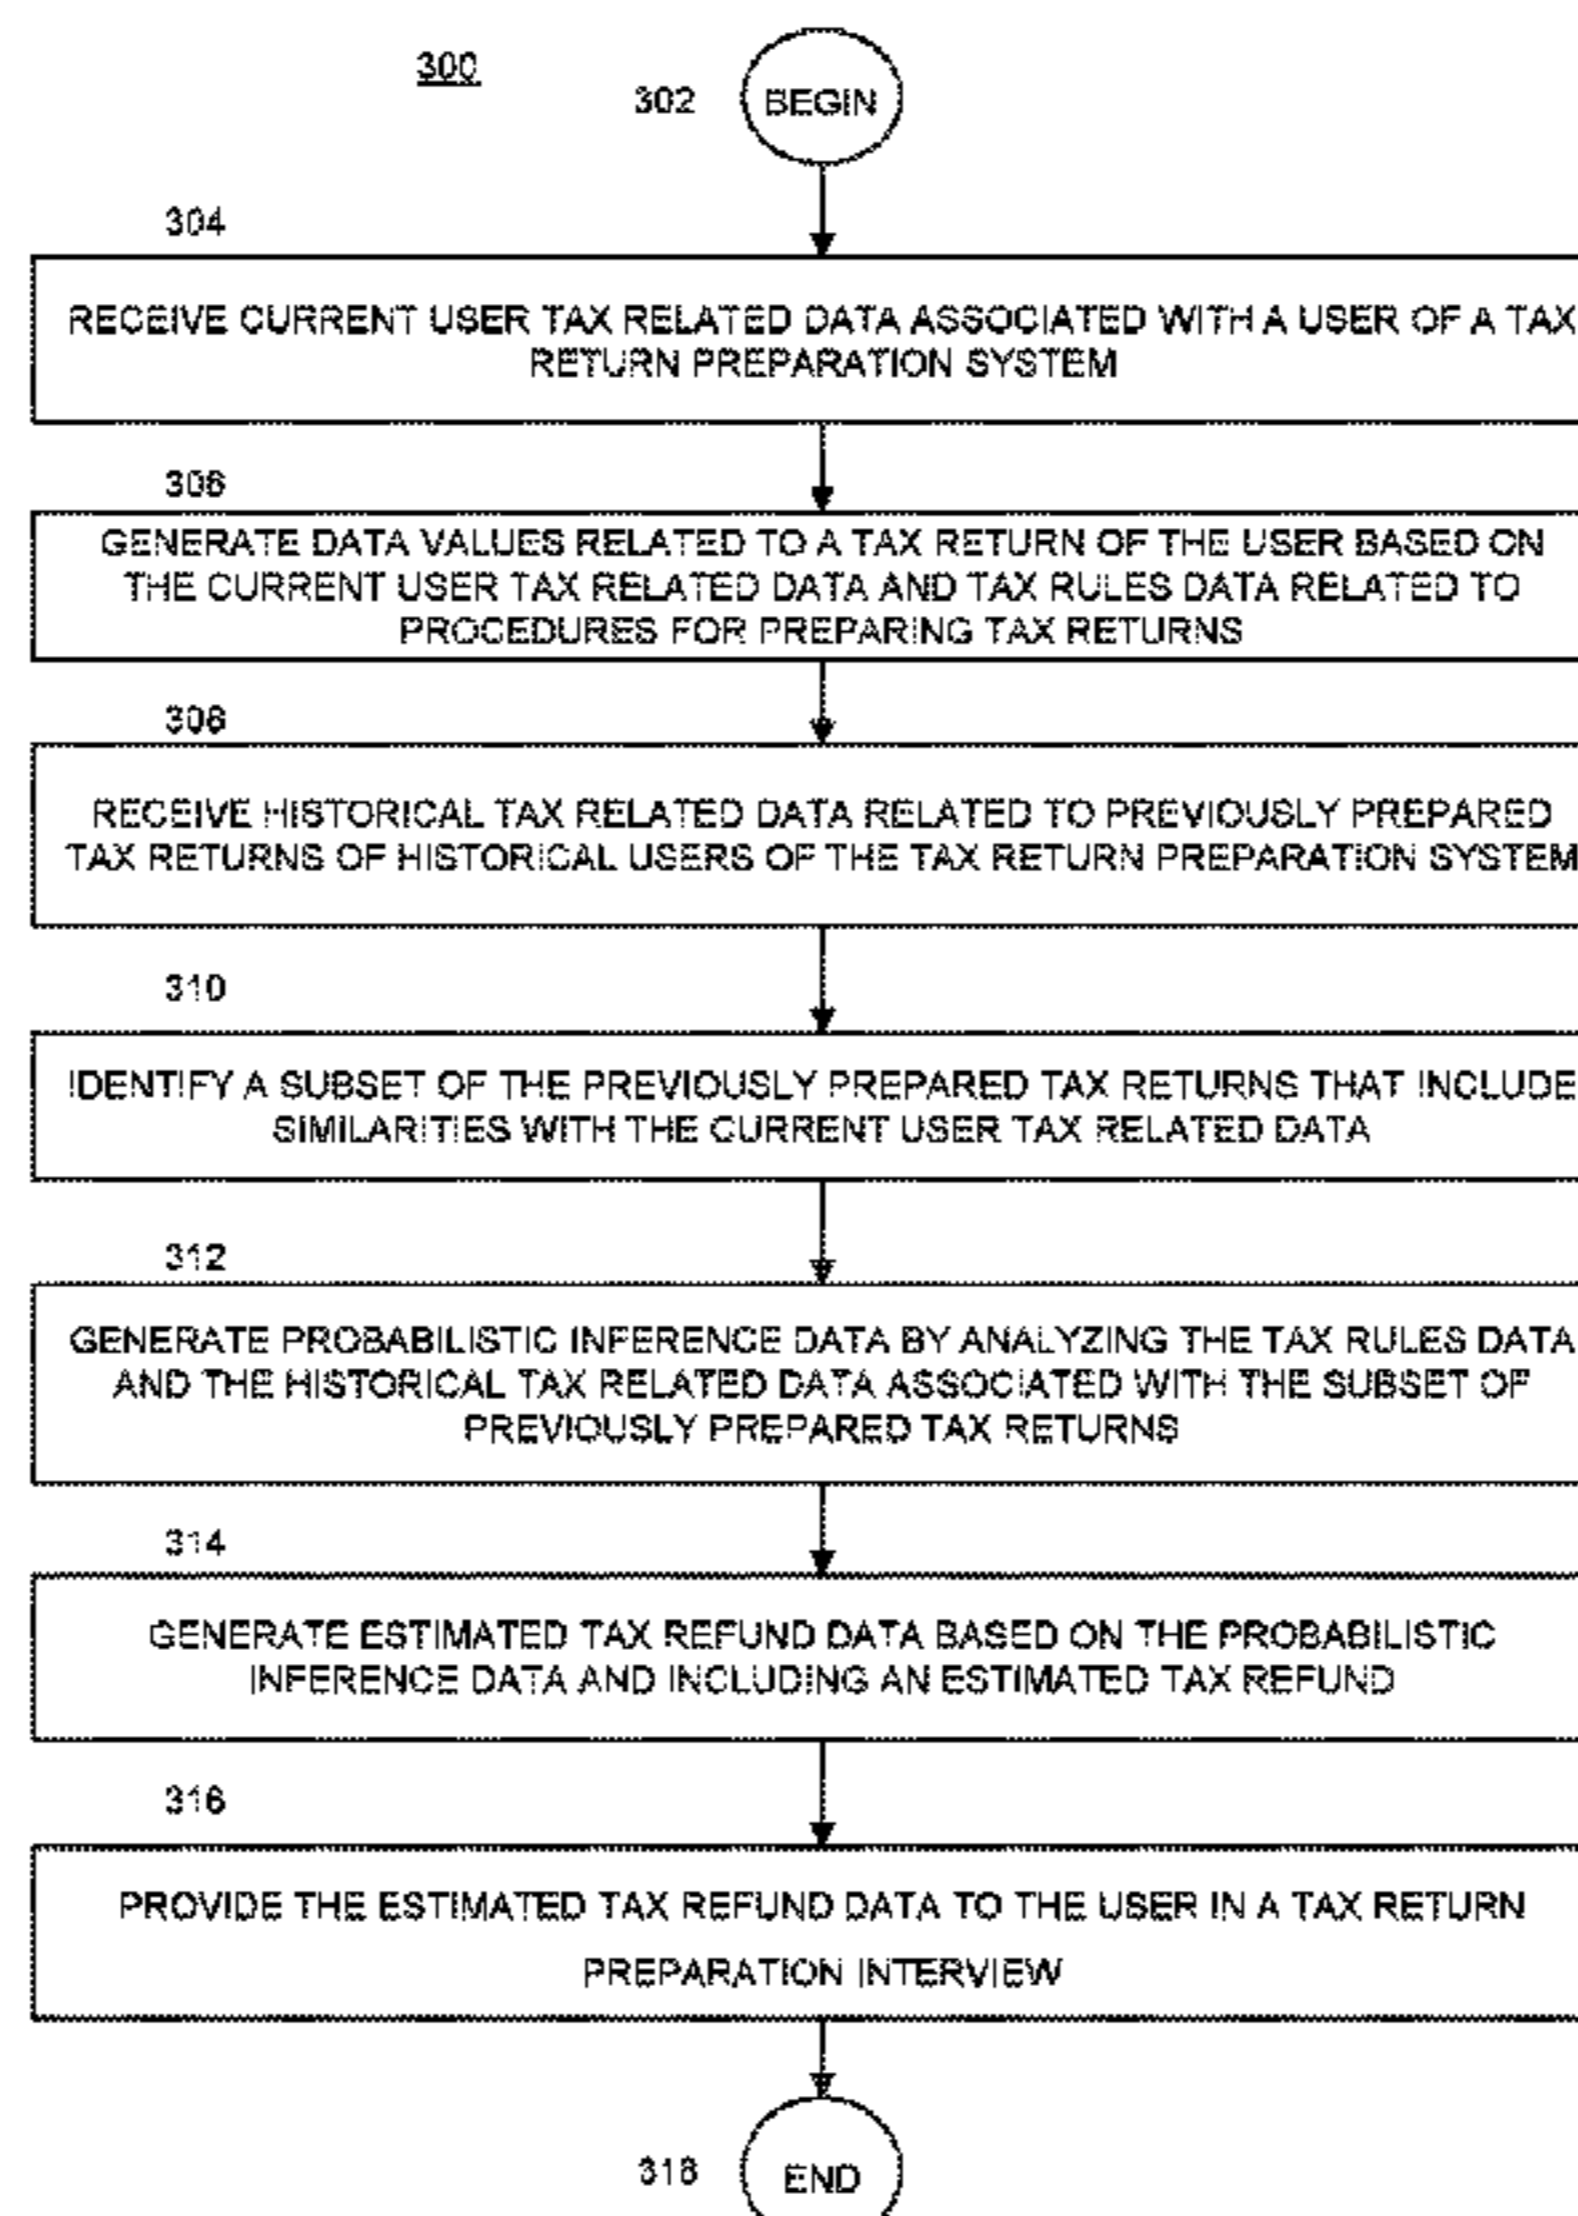 300
302
BEGIN
304
RECEIVE CURRENT USER TAX RELATED DATA ASSOCIATED WITH A USER OF A TAX
RETURN PREPARATION SYSTEM
306
GENERATE DATA VALUES RELATED TO A TAX RETURN OF THE USER BASED ON
THE CURRENT USER TAX RELATED DATA AND TAX RULES DATA RELATED TO
PROCEDURES FOR PREPARING TAX RETURNS
308
RECEIVE HISTORICAL TAX RELATED DATA RELATED TO PREVIOUSLY PREPARED
TAX RETURNS OF HISTORICAL USERS OF THE TAX RETURN PREPARATION SYSTEM
310
IDENTIFY A SUBSET OF THE PREVIOUSLY PREPARED TAX RETURNS THAT INCLUDE
SIMILARITIES WITH THE CURRENT USER TAX RELATED DATA
312
GENERATE PROBABILISTIC INFERENCE DATA BY ANALYZING THE TAX RULES DATA
AND THE HISTORICAL TAX RELATED DATA ASSOCIATED WITH THE SUBSET OF
PREVIOUSLY PREPARED TAX RETURNS
314
GENERATE ESTIMATED TAX REFUND DATA BASED ON THE PROBABILISTIC
INFERENCE DATA AND INCLUDING AN ESTIMATED TAX REFUND
316
PROVIDE THE ESTIMATED TAX REFUND DATA TO THE USER IN A TAX RETURN
PREPARATION INTERVIEW
318
END